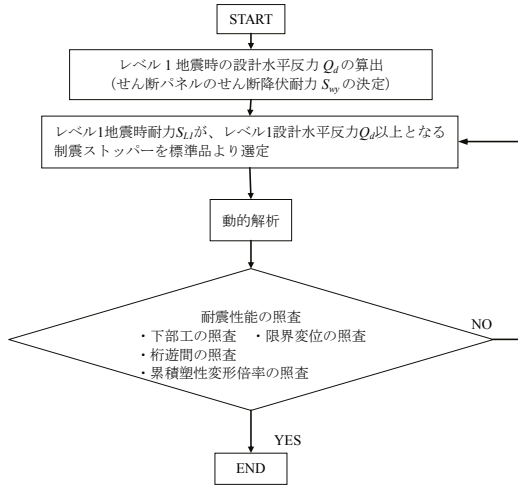 START
レベル 1 地震時の設計水平反力 Qd の算出
（せん断パネルのせん断降伏耐力 Swy の決定）
レベル1地震時耐力SL1が、レベル1設計水平反力Qd以上となる
制震ストッパーを標準品より選定
動的解析
耐震性能の照査
・下部工の照査　・限界変位の照査
・桁遊間の照査
・累積塑性変形倍率の照査
NO
YES
END